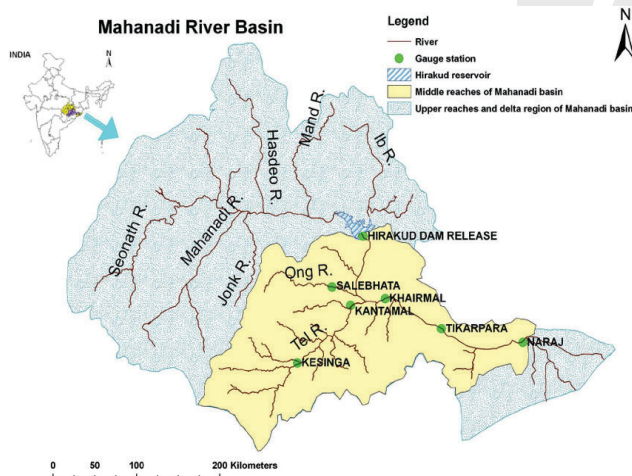 Mahanadi River Basin
INDIA
N
Legend
River
Gauge station
Hirakud reservoir
Middle reaches of Mahanadi basin
Upper reaches and delta region of Mahanadi basin
N
Seonath R.
Mahanadi R.
Hasdeo R.
Mand R.
Ib R.
Jonk R.
HIRAKUD DAM RELEASE
Ong R.
SALEBHATA
KHAIRMAL
KANTAMAL
Tel R.
TIKARPARA
NARAJ
KESINGA
0 50 100 200 Kilometers